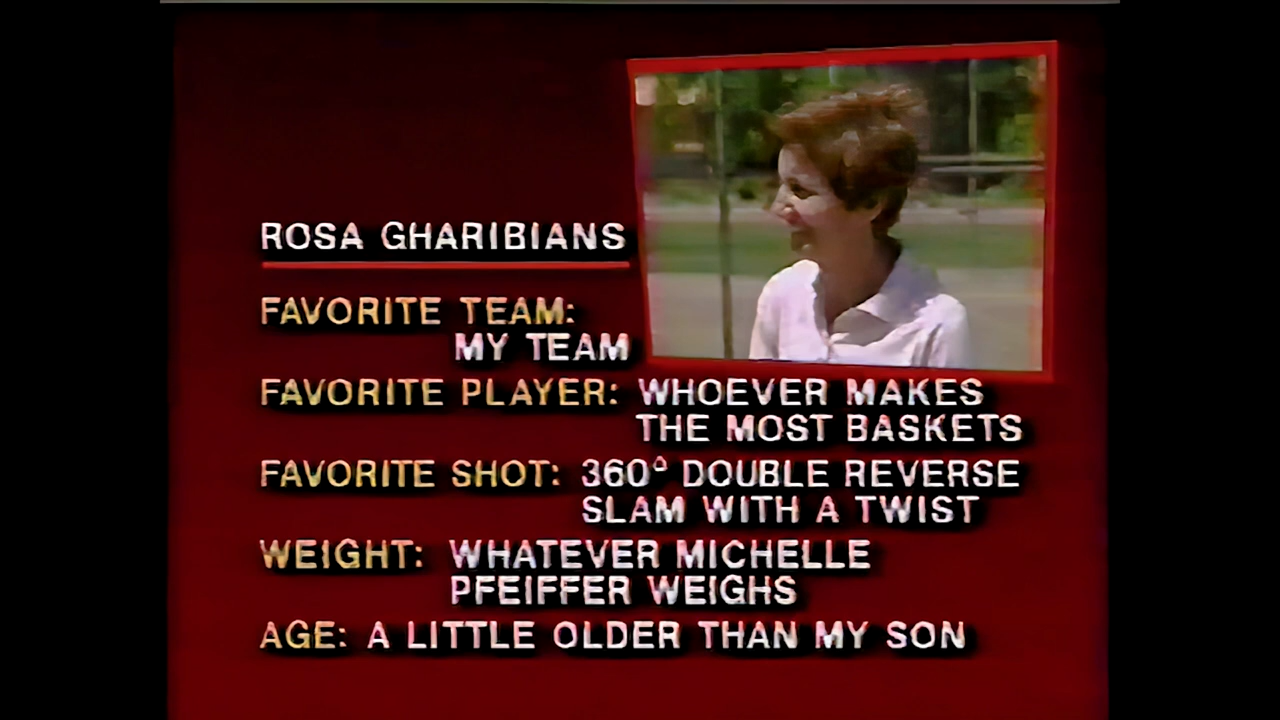 ROSA GHARIBIANS
FAVORITE TEAM:
MY TEAM
FAVORITE PLAYER: WHOEVER MAKES
THE MOST BASKETS
FAVORITE SHOT: 360° DOUBLE REVERSE
SLAM WITH A TWIST
WEIGHT: WHATEVER MICHELLE
PFEIFFER WEIGHS
AGE: A LITTLE OLDER THAN MY SON